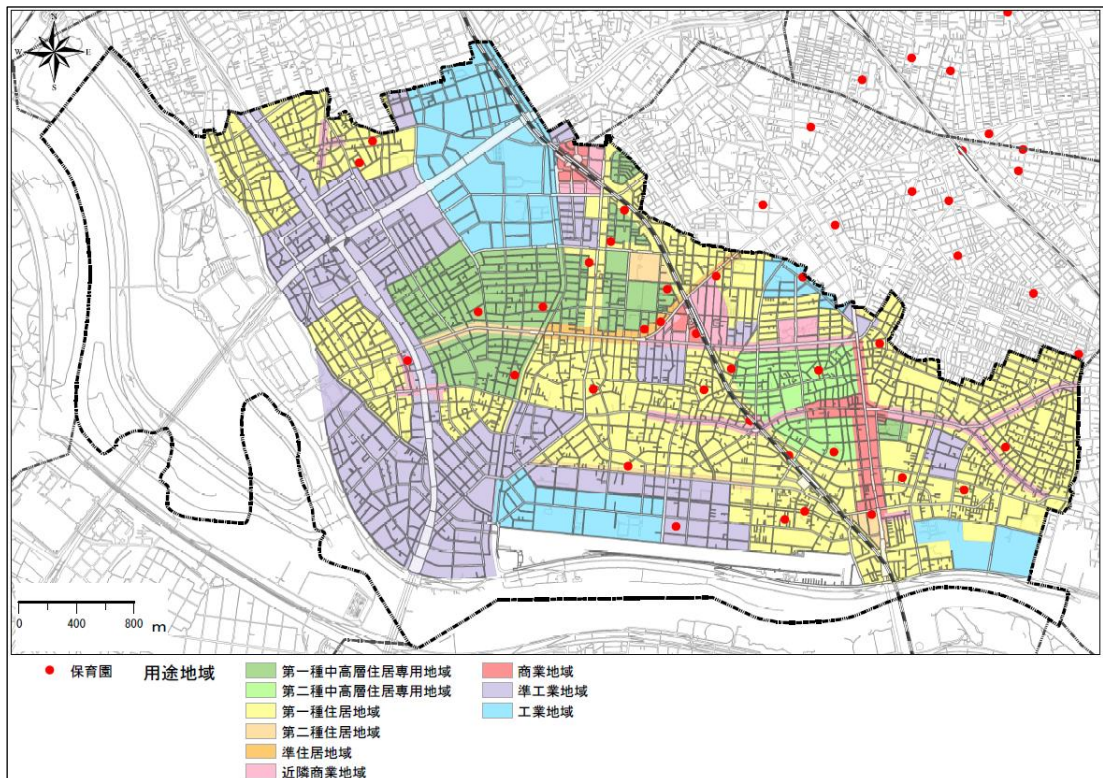 N
W E
S
0 400 800 m
保育園
用途地域
第一種中高層住居専用地域
第二種中高層住居専用地域
第一種住居地域
第二種住居地域
準住居地域
近隣商業地域
商業地域
準工業地域
工業地域